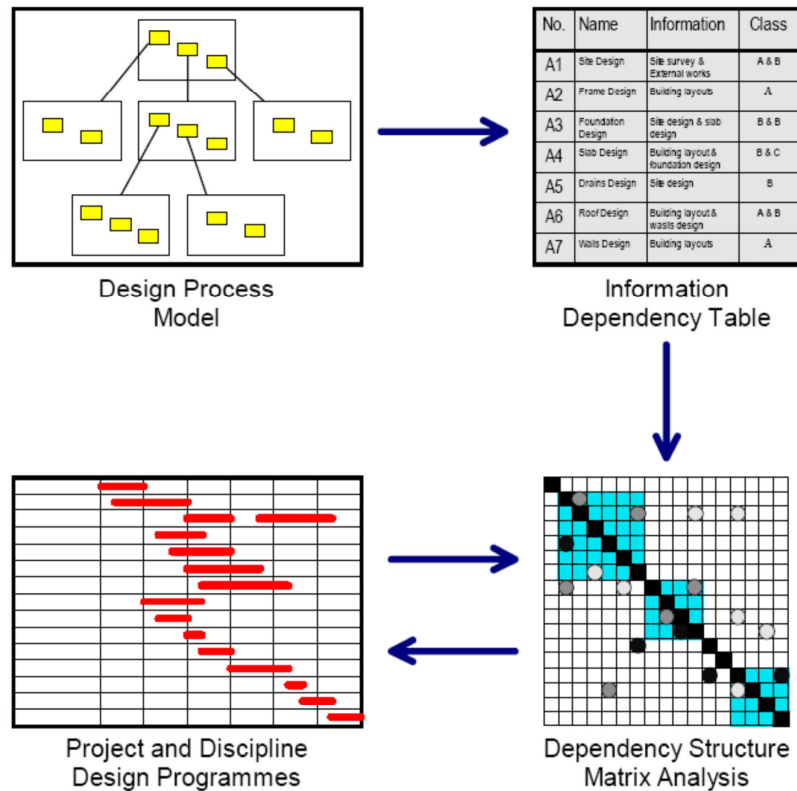 No. Name Information Class
A1 Site Design Site survey & External works A & B
A2 Frame Design Building layouts A
A3 Foundation Design Site design & slab design B & B
A4 Slab Design Building layout & foundation design B & C
A5 Drains Design Site design B
A6 Roof Design Building layout & waslls design A & B
A7 Walls Design Building layouts A
Design Process
Model
Information
Dependency Table
Project and Discipline
Design Programmes
Dependency Structure
Matrix Analysis